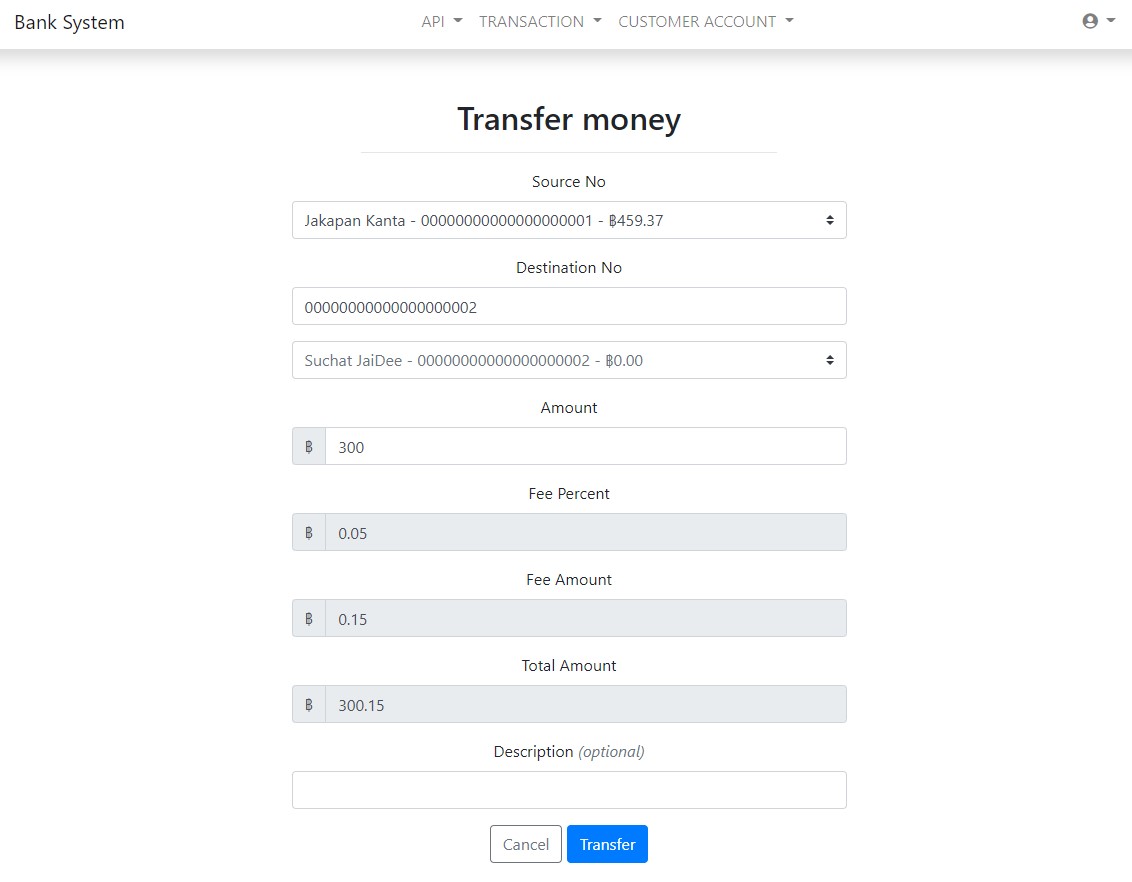 Bank System
API TRANSACTION CUSTOMER ACCOUNT
Transfer money
Source No
Jakapan Kanta - 00000000000000000001 - ฿459.37
Destination No
00000000000000000002
Suchat JaiDee - 00000000000000000002 - ฿0.00
Amount
฿ 300
Fee Percent
฿ 0.05
Fee Amount
฿ 0.15
Total Amount
฿ 300.15
Description (optional)
Cancel Transfer